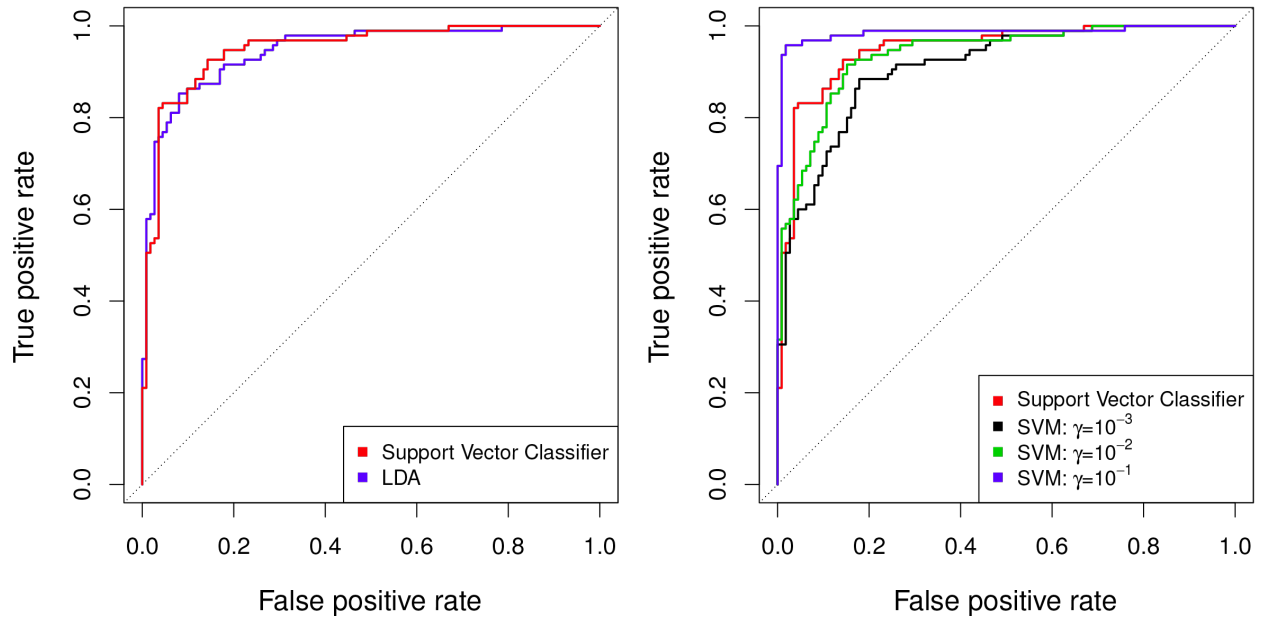 True positive rate
1.0
0.8
0.6
0.4
0.2
0.0
Support Vector Classifier
LDA
0.0 0.2 0.4 0.6 0.8 1.0
False positive rate
True positive rate
1.0
0.8
0.6
0.4
0.2
0.0
Support Vector Classifier
SVM: γ=10⁻³
SVM: γ=10⁻²
SVM: γ=10⁻¹
0.0 0.2 0.4 0.6 0.8 1.0
False positive rate